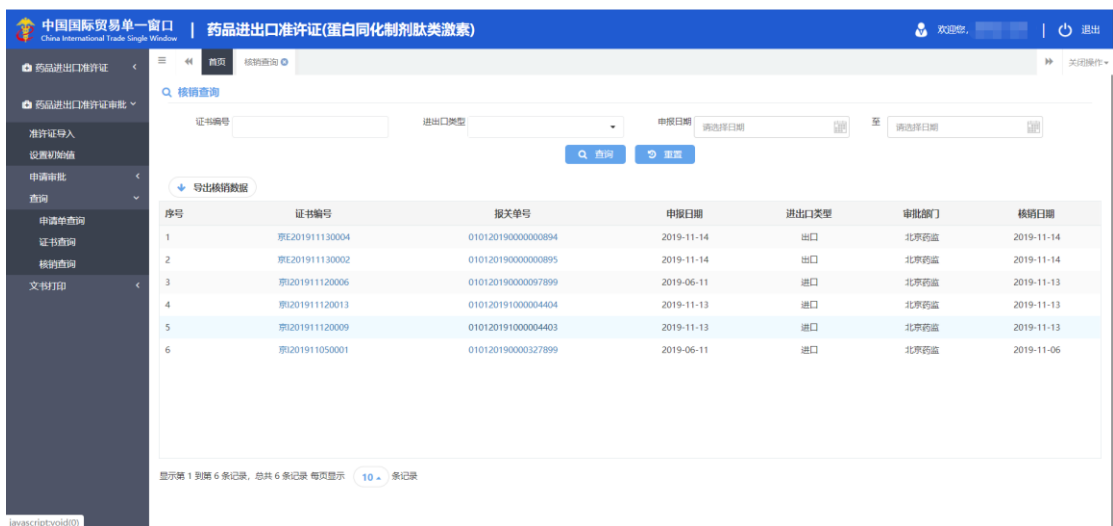 中国国际贸易单一窗口 | 药品进出口准许证(蛋白同化制剂肽类激素) 欢迎您, | 退出
China International Trade Single Window
药品进出口准许证
首页 核销查询 关闭操作
药品进出口准许证审批
准许证导入
设置初始值
申请审批
查询
申请单查询
证书查询
核销查询
文书打印
核销查询
证书编号 进出口类型 申报日期 请选择日期 至 请选择日期
查询 重置
导出核销数据
序号 证书编号 报关单号 申报日期 进出口类型 审批部门 核销日期
1 京E201911130004 010120190000000894 2019-11-14 出口 北京药监 2019-11-14
2 京E201911130002 010120190000000895 2019-11-14 出口 北京药监 2019-11-14
3 京I201911120006 010120190000097899 2019-06-11 进口 北京药监 2019-11-13
4 京I201911120013 010120191000004404 2019-11-13 进口 北京药监 2019-11-13
5 京I201911120009 010120191000004403 2019-11-13 进口 北京药监 2019-11-13
6 京I201911050001 010120190000327899 2019-06-11 进口 北京药监 2019-11-06
显示第 1 到第 6 条记录, 总共 6 条记录 每页显示 10 条记录
javascript:void(0)